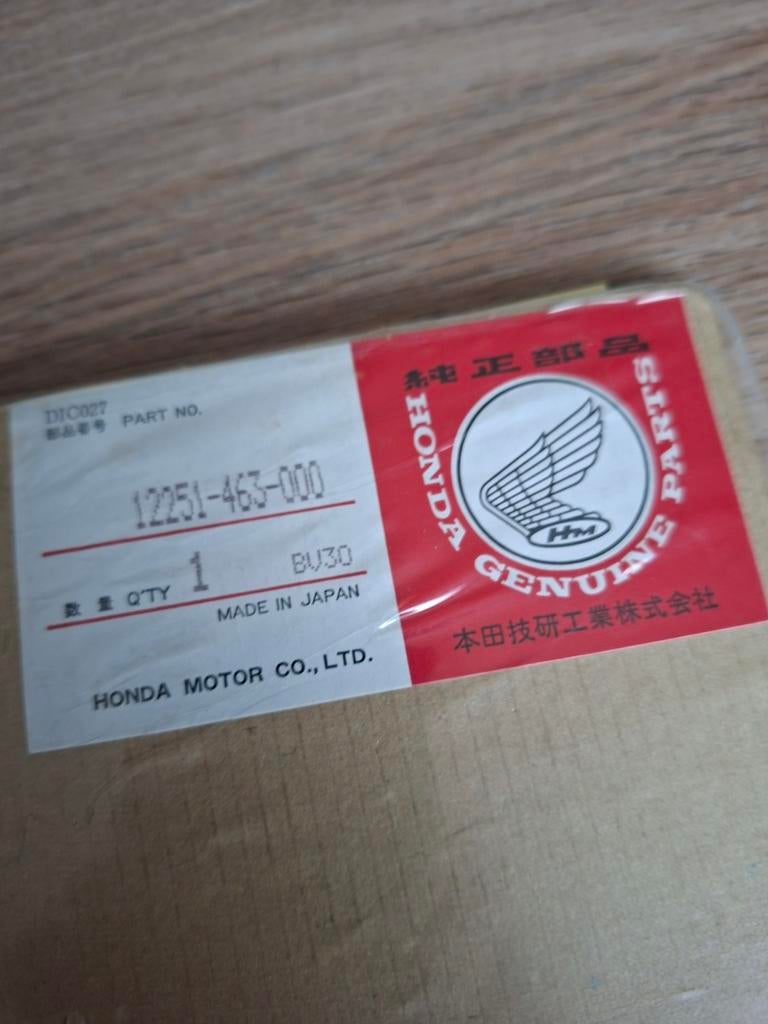 DIC027
部品番号 PART NO.
12251-463-000
数量 Q'TY 1 BV30
MADE IN JAPAN
HONDA MOTOR CO., LTD.
純正部品
HONDA GENUINE PARTS
HM
本田技研工業株式会社